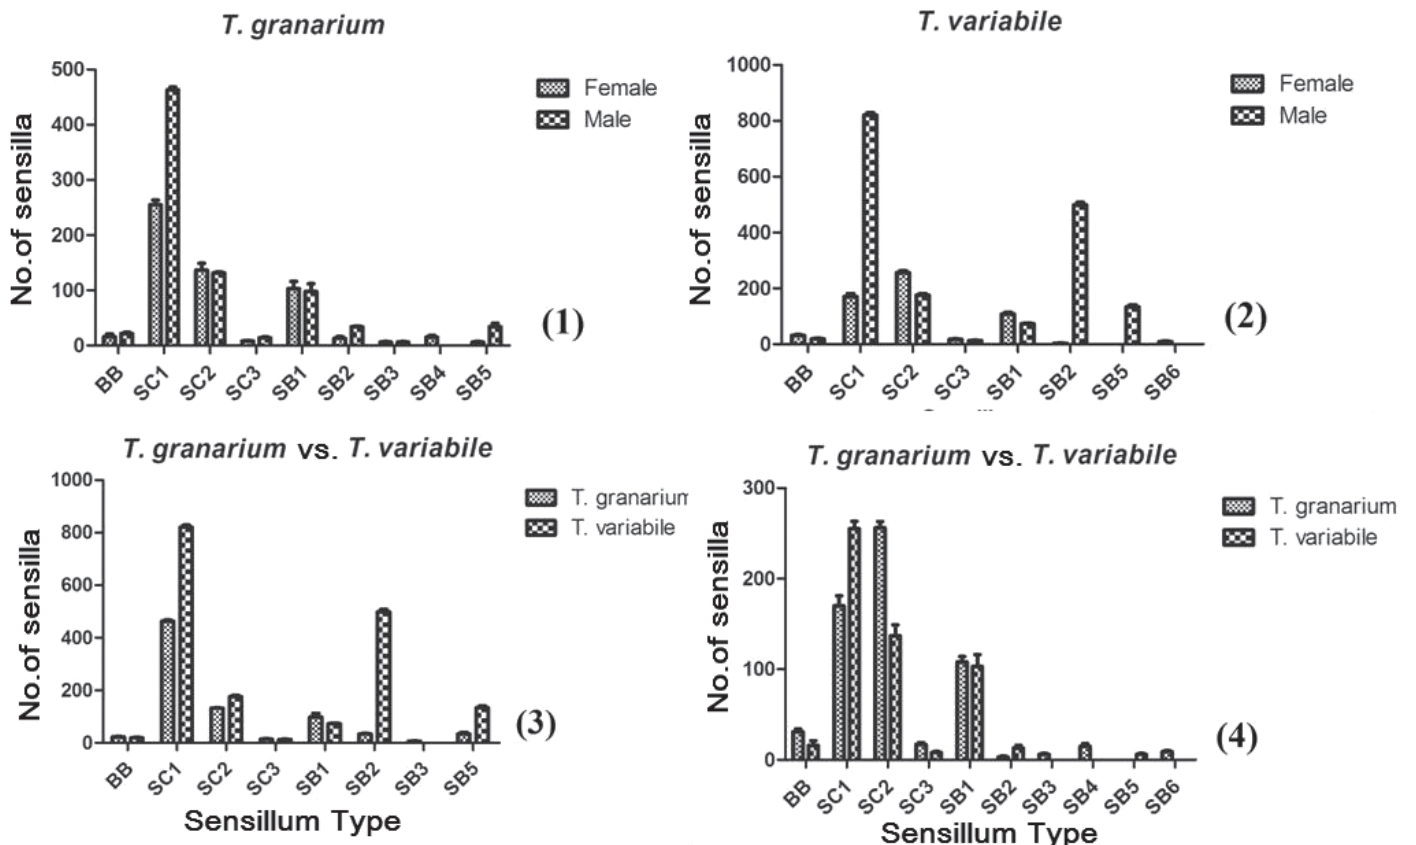 T. granarium
500
400
300
200
100
0
No.of sensilla
Female
Male
(1)
BB SC1 SC2 SC3 SB1 SB2 SB3 SB4 SB5
T. variabile
1000
800
600
400
200
0
No.of sensilla
Female
Male
(2)
BB SC1 SC2 SC3 SB1 SB2 SB5 SB6
T. granarium vs. T. variabile
1000
800
600
400
200
0
No.of sensilla
T. granarium
T. variabile
(3)
BB SC1 SC2 SC3 SB1 SB2 SB3 SB5
Sensillum Type
T. granarium vs. T. variabile
300
200
100
0
No.of sensilla
T. granarium
T. variabile
(4)
BB SC1 SC2 SC3 SB1 SB2 SB3 SB4 SB5 SB6
Sensillum Type